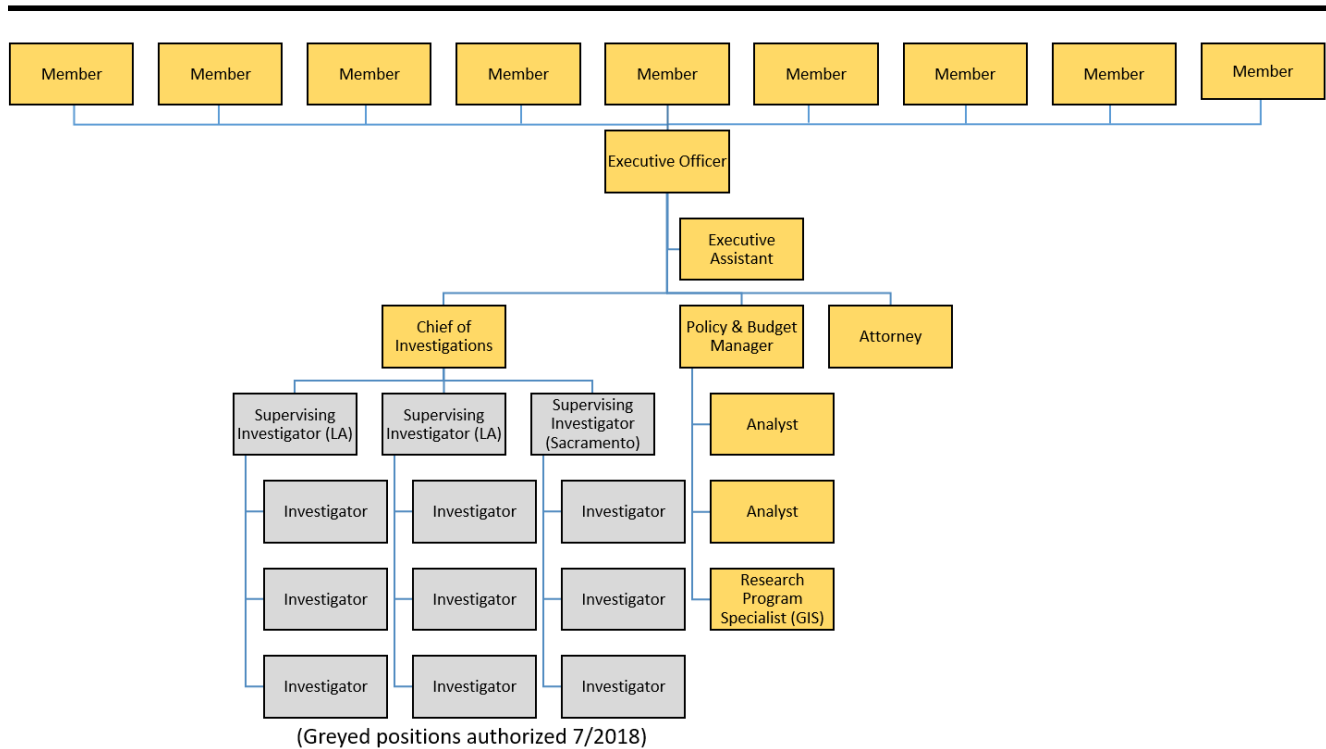 Member Member Member Member Member Member Member Member Member
Executive Officer
Executive
Assistant
Chief of
Investigations
Policy & Budget
Manager
Attorney
Supervising
Investigator (LA)
Supervising
Investigator (LA)
Supervising
Investigator
(Sacramento)
Analyst
Investigator Investigator Investigator Analyst
Investigator Investigator Investigator
Research
Program
Specialist (GIS)
Investigator Investigator Investigator
(Greyed positions authorized 7/2018)